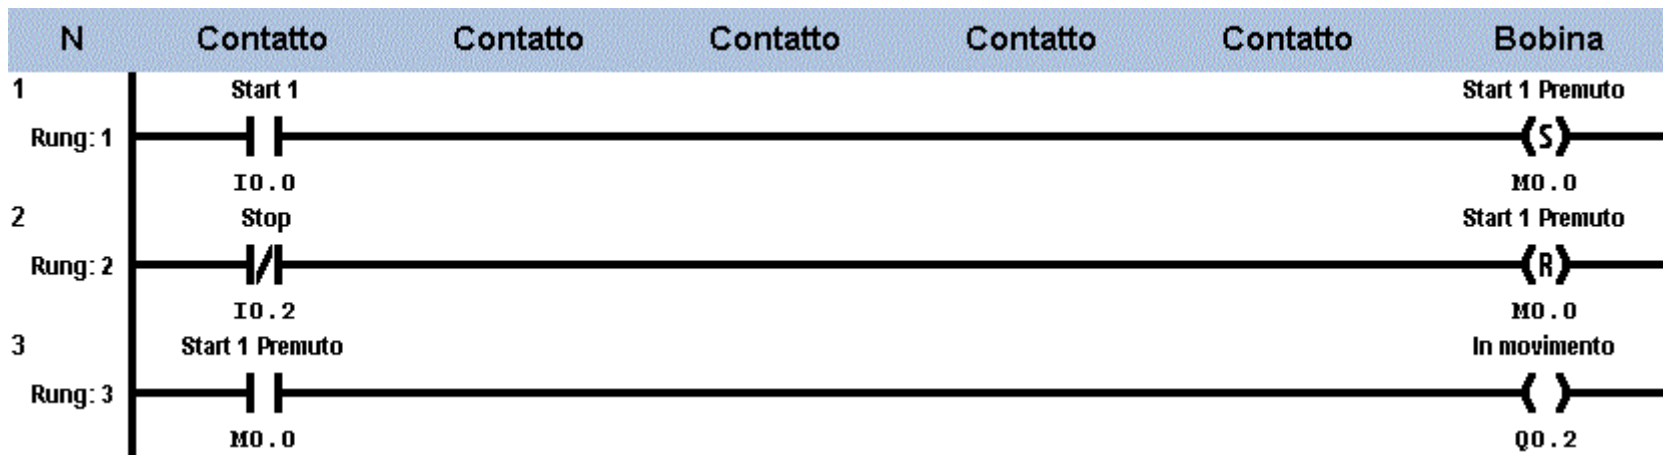 N Contatto Contatto Contatto Contatto Contatto Bobina
1 Start 1 Start 1 Premuto
Rung: 1 S
I0.0 M0.0
2 Stop Start 1 Premuto
Rung: 2 R
I0.2 M0.0
3 Start 1 Premuto In movimento
Rung: 3
M0.0 Q0.2